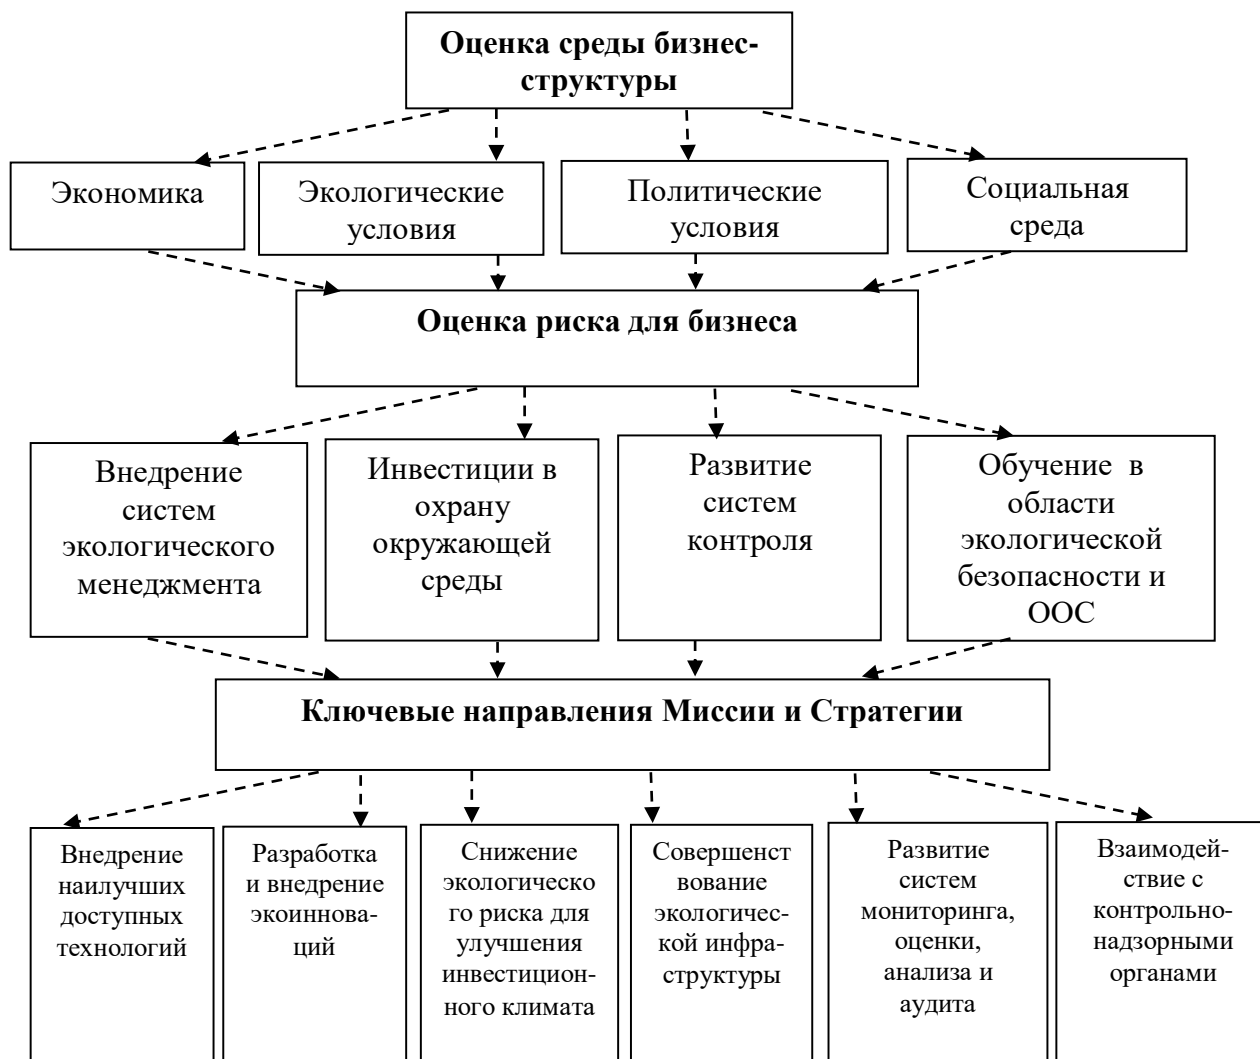 Оценка среды бизнес-
структуры
Экономика
Экологические
условия
Политические
условия
Социальная
среда
Оценка риска для бизнеса
Внедрение
систем
экологического
менеджмента
Инвестиции в
охрану
окружающей
среды
Развитие
систем
контроля
Обучение в
области
экологической
безопасности и
ООС
Ключевые направления Миссии и Стратегии
Внедрение
наилучших
доступных
технологий
Разработка
и внедрение
экоиннова-
ций
Снижение
экологическо
го риска для
улучшения
инвестицион-
ного климата
Совершенст
вование
экологичес-
кой инфра-
структуры
Развитие
систем
мониторинга,
оценки,
анализа и
аудита
Взаимодей-
ствие с
контрольно-
надзорными
органами